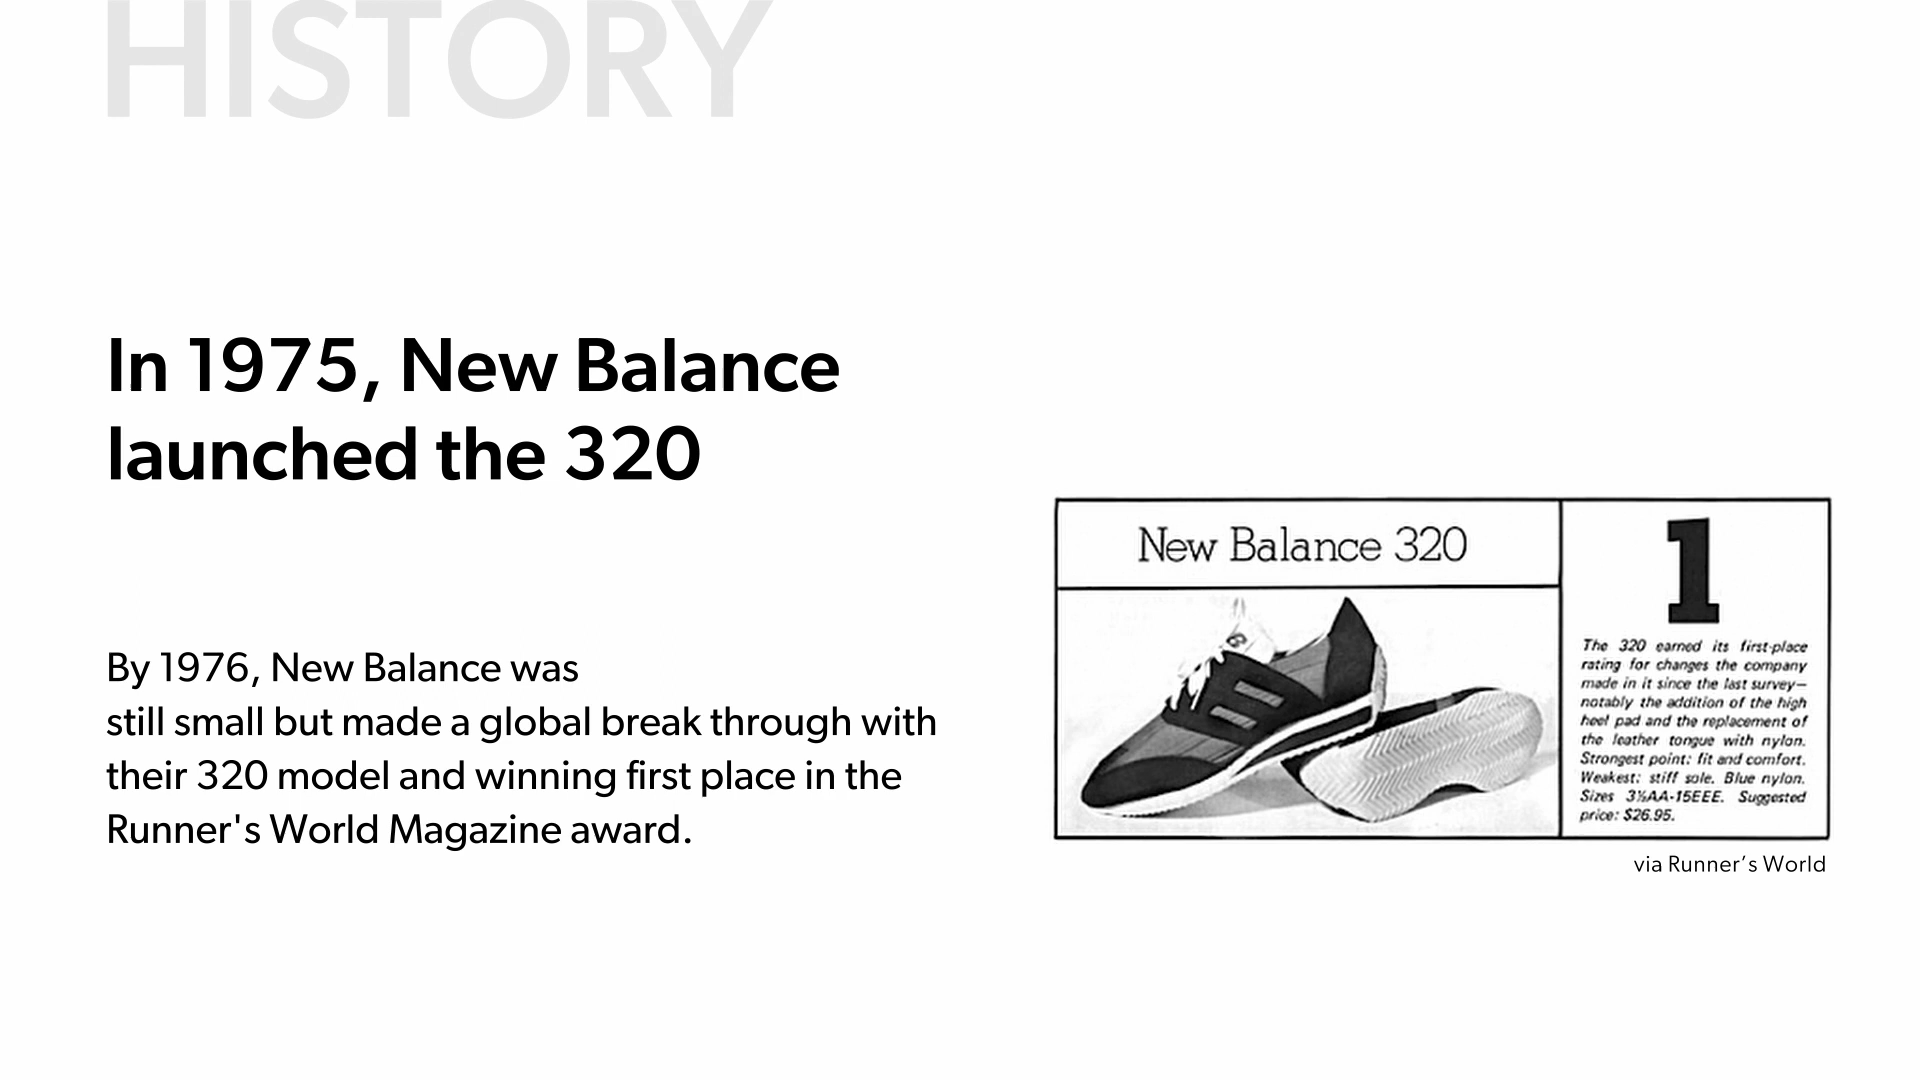 HISTORY
In 1975, New Balance
launched the 320
By 1976, New Balance was
still small but made a global break through with
their 320 model and winning first place in the
Runner's World Magazine award.
New Balance 320
1
The 320 earned its first-place
rating for changes the company
made in it since the last survey—
notably the addition of the high
heel pad and the replacement of
the leather tongue with nylon.
Strongest point: fit and comfort.
Weakest: stiff sole. Blue nylon.
Sizes 3½AA-15EEE. Suggested
price: $26.95.
via Runner’s World